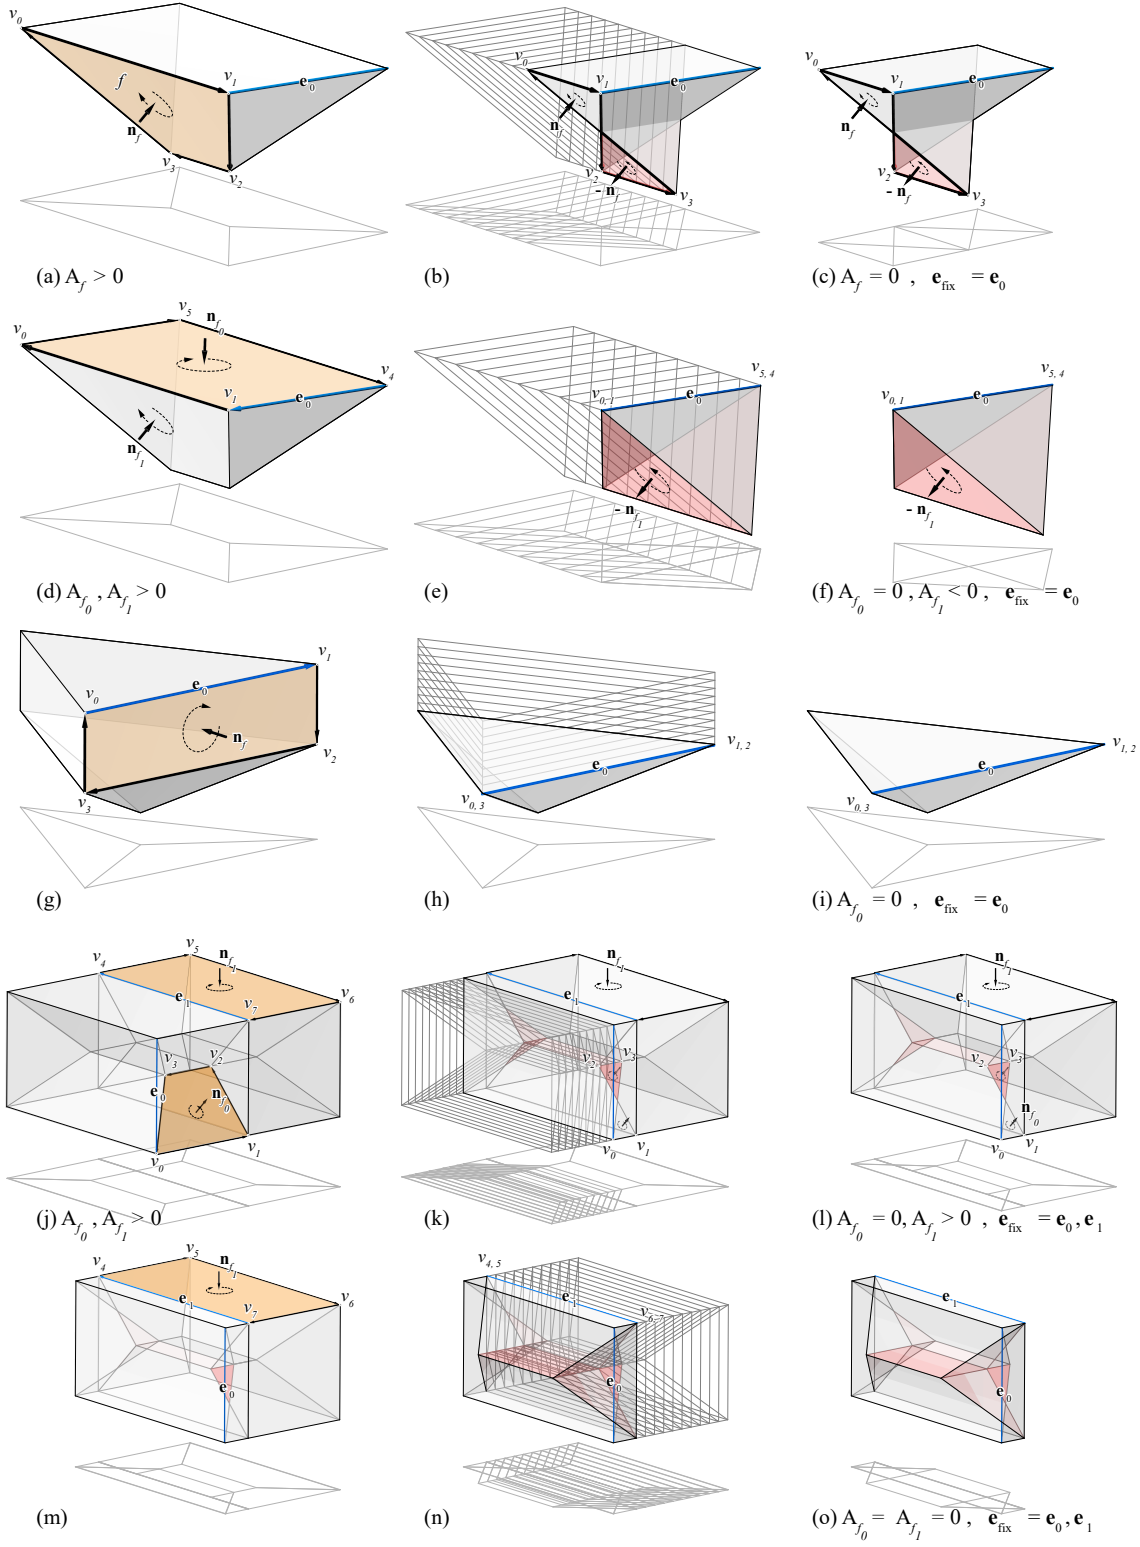 v0
f
v1
e0
nf
v3
v2
(a) Af > 0
v0
v1
e0
nf
v2
- nf
v3
(b)
v0
v1
e0
nf
v2
- nf
v3
(c) Af = 0 , efix = e0
v5
nf0
v0
v4
v1
e0
nf1
(d) Af0 , Af1 > 0
v5, 4
v0, 1
e0
- nf1
(e)
v5, 4
v0, 1
e0
- nf1
(f) Af0 = 0 , Af1 < 0 , efix = e0
v1
v0
e0
nf
v2
v3
(g)
v1, 2
e0
v0, 3
(h)
v1, 2
e0
v0, 3
(i) Af0 = 0 , efix = e0
v5
v4
nf1
e1
v7
v6
v3
v2
e0
nf0
v0
v1
(j) Af0 , Af1 > 0
nf1
e1
v2
v3
v0
v1
(k)
nf1
e1
v2
v3
nf0
v0
v1
(l) Af0 = 0, Af1 > 0 , efix = e0, e1
v5
v4
nf1
e1
v7
v6
e0
(m)
v4, 5
e1
v6, 7
e0
(n)
e1
e0
(o) Af0 = Af1 = 0 , efix = e0, e1